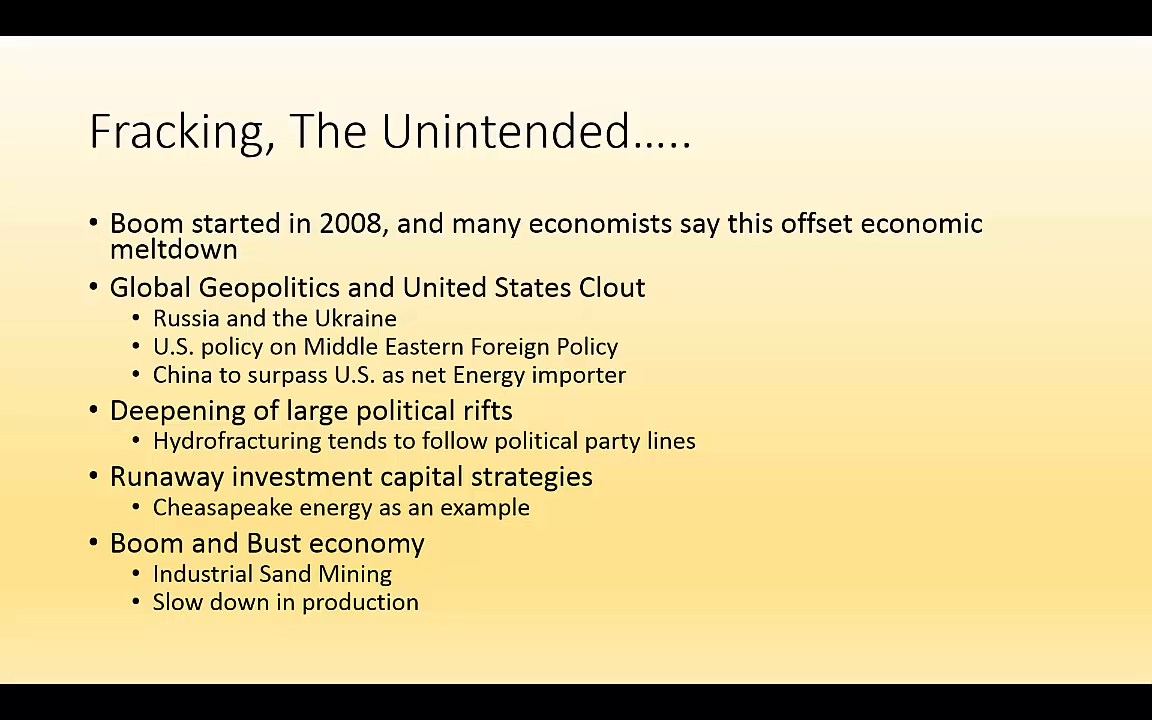 Fracking, The Unintended.....
• Boom started in 2008, and many economists say this offset economic
meltdown
• Global Geopolitics and United States Clout
• Russia and the Ukraine
• U.S. policy on Middle Eastern Foreign Policy
• China to surpass U.S. as net Energy importer
• Deepening of large political rifts
• Hydrofracturing tends to follow political party lines
• Runaway investment capital strategies
• Cheasapeake energy as an example
• Boom and Bust economy
• Industrial Sand Mining
• Slow down in production